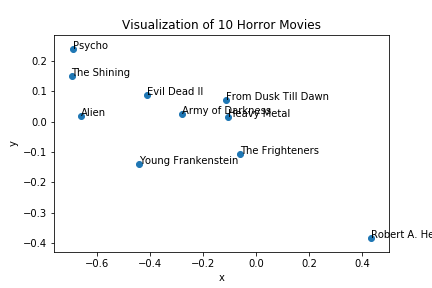 Visualization of 10 Horror Movies
Psycho
The Shining
Evil Dead II
From Dusk Till Dawn
Alien
Army of Darkness
Heavy Metal
The Frighteners
Young Frankenstein
Robert A. He
0.2
0.1
0.0
−0.1
−0.2
−0.3
−0.4
y
−0.6
−0.4
−0.2
0.0
0.2
0.4
x